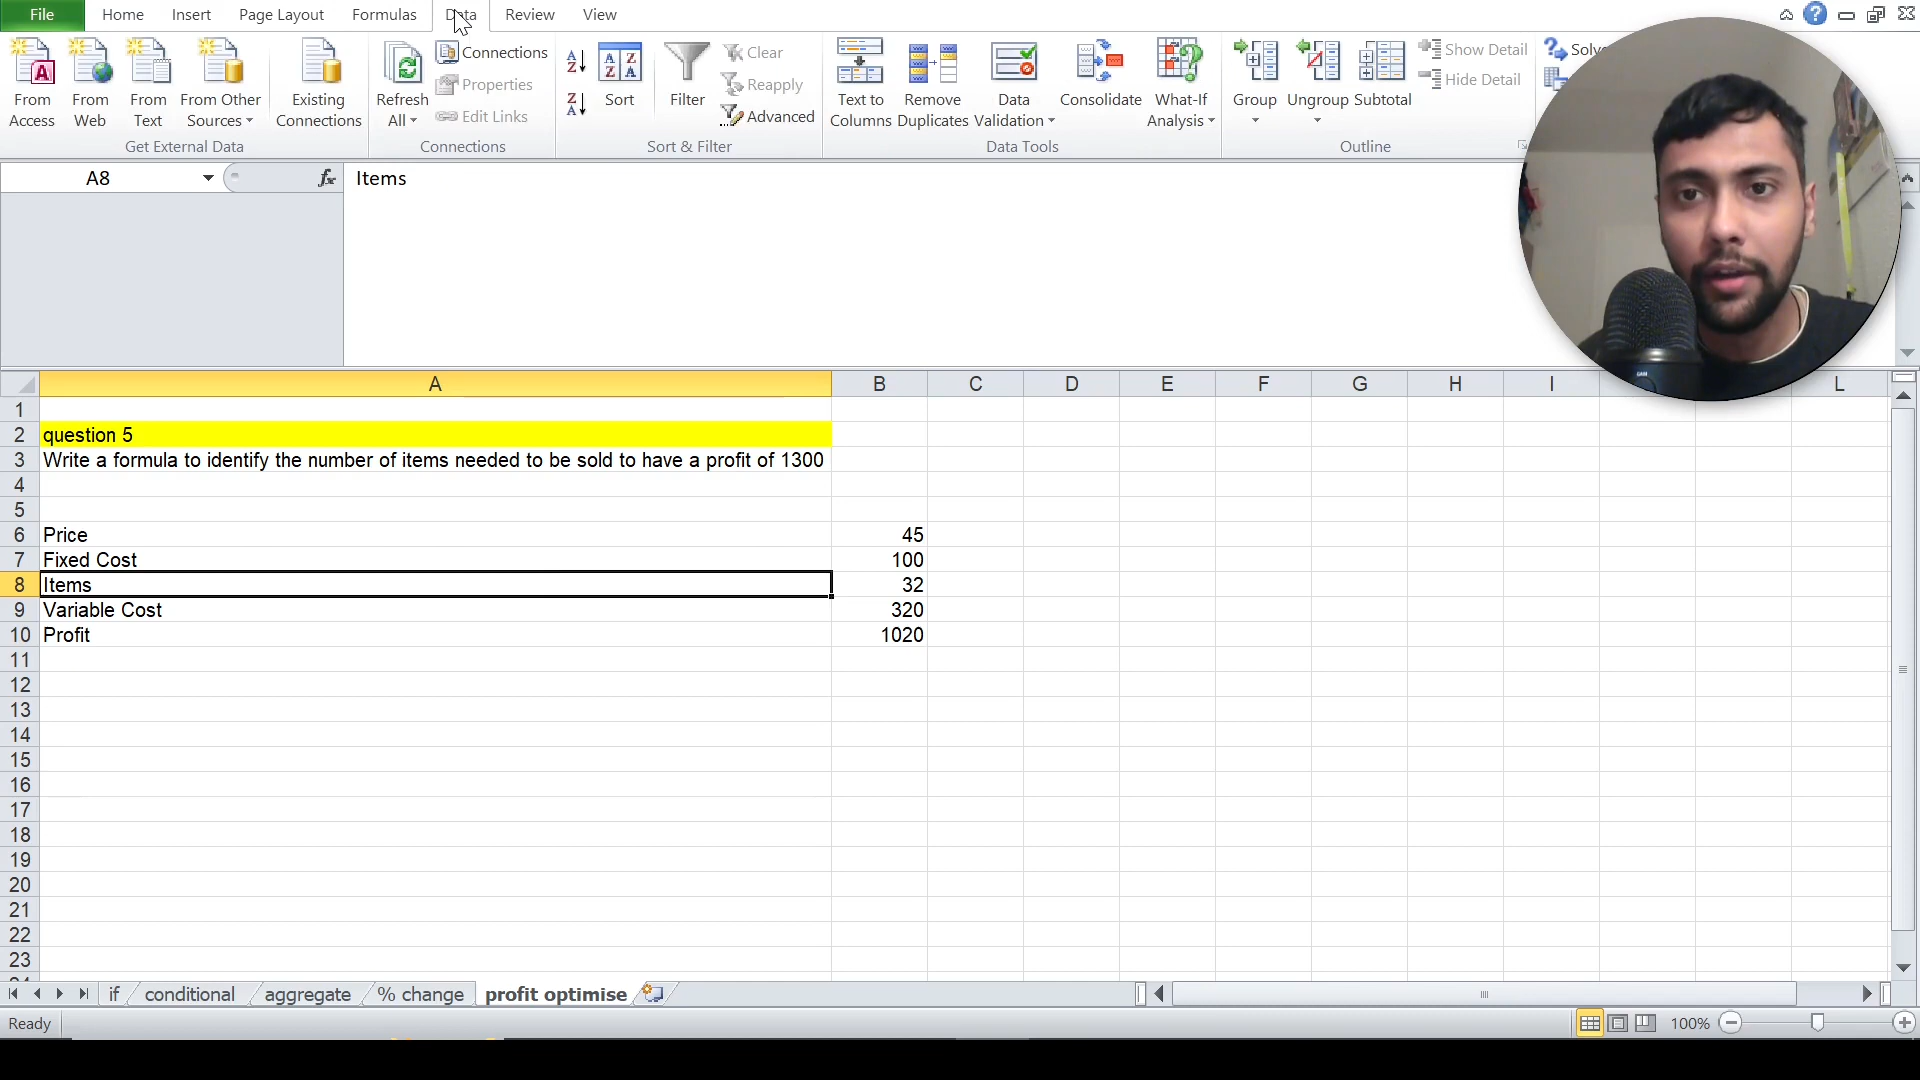 File Home Insert Page Layout Formulas Data Review View
From Access From Web From Text From Other Sources Existing Connections Refresh All Connections Properties Edit Links Sort Filter Clear Reapply Advanced Text to Columns Remove Duplicates Data Validation Consolidate What-If Analysis Group Ungroup Subtotal Show Detail Hide Detail
Get External Data Connections Sort & Filter Data Tools Outline
A8 fx Items
A B C D E F G H I L
1
2 question 5
3 Write a formula to identify the number of items needed to be sold to have a profit of 1300
4
5
6 Price 45
7 Fixed Cost 100
8 Items 32
9 Variable Cost 320
10 Profit 1020
11
12
13
14
15
16
17
18
19
20
21
22
23
if conditional aggregate % change profit optimise
Ready 100%